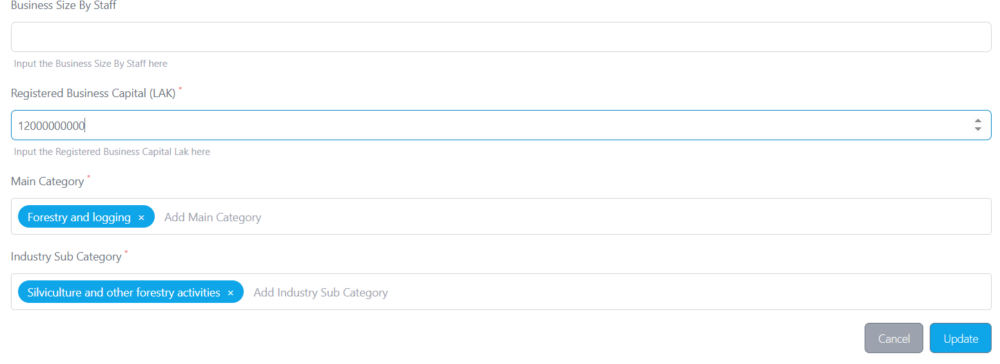 Business Size By Staff
Input the Business Size By Staff here
Registered Business Capital (LAK) *
12000000000
Input the Registered Business Capital Lak here
Main Category *
Forestry and logging × Add Main Category
Industry Sub Category *
Silviculture and other forestry activities × Add Industry Sub Category
Cancel Update